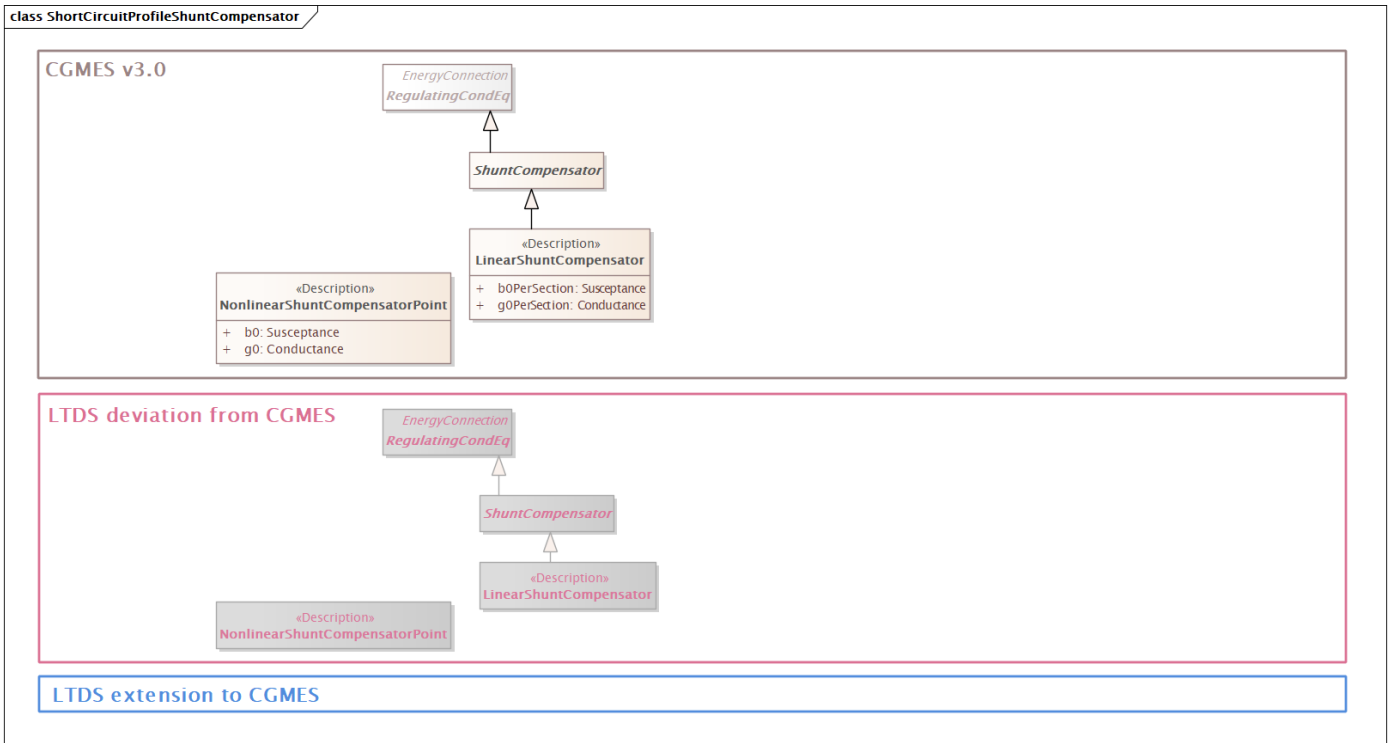 class ShortCircuitProfileShuntCompensator
CGMES v3.0
EnergyConnection
RegulatingCondEq
ShuntCompensator
«Description»
LinearShuntCompensator
+ b0PerSection: Susceptance
+ g0PerSection: Conductance
«Description»
NonlinearShuntCompensatorPoint
+ b0: Susceptance
+ g0: Conductance
LTDS deviation from CGMES
EnergyConnection
RegulatingCondEq
ShuntCompensator
«Description»
LinearShuntCompensator
«Description»
NonlinearShuntCompensatorPoint
LTDS extension to CGMES